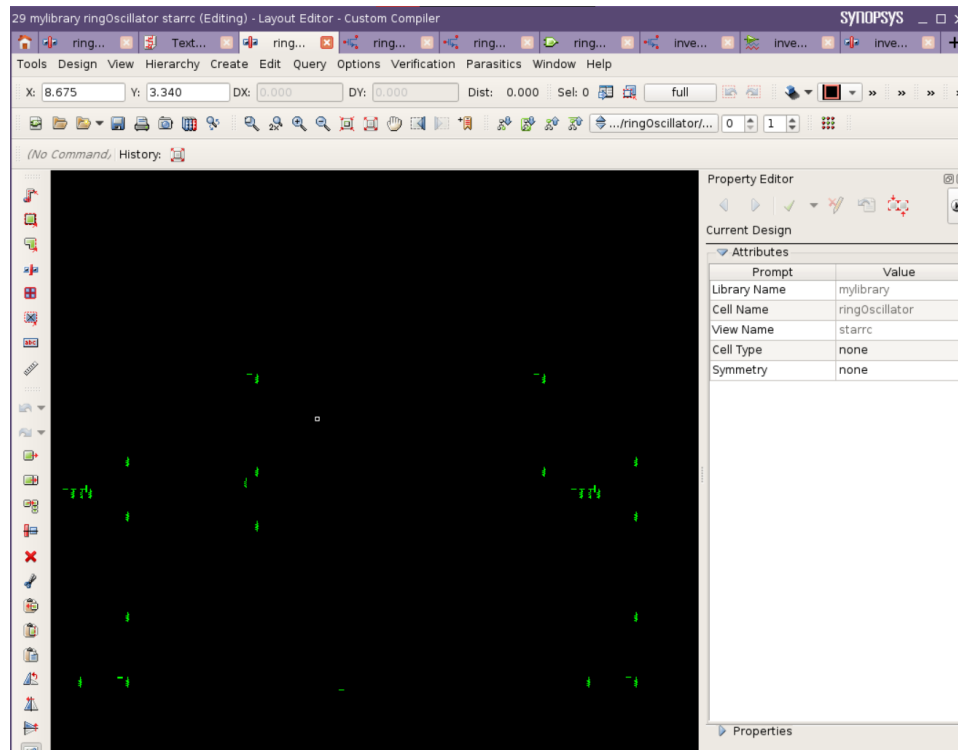 29 mylibrary ringOscillator starrc (Editing) - Layout Editor - Custom Compiler SYNOPSYS
ring... Text... ring... ring... ring... ring... inve... inve... inve...
Tools Design View Hierarchy Create Edit Query Options Verification Parasitics Window Help
X: 8.675 Y: 3.340 DX: 0.000 DY: 0.000 Dist: 0.000 Sel: 0 full » » »
.../ringOscillator/... 0 1
(No Command) History:
Property Editor
Current Design
Attributes
Prompt Value
Library Name mylibrary
Cell Name ringOscillator
View Name starrc
Cell Type none
Symmetry none
abc
Properties